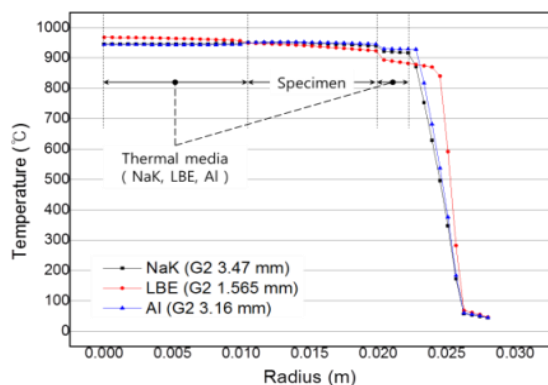 1000
900
800
700
600
500
400
300
200
100
0
Temperature (℃)
Specimen
Thermal media
( NaK, LBE, Al )
NaK (G2 3.47 mm)
LBE (G2 1.565 mm)
Al (G2 3.16 mm)
0.000 0.005 0.010 0.015 0.020 0.025 0.030
Radius (m)